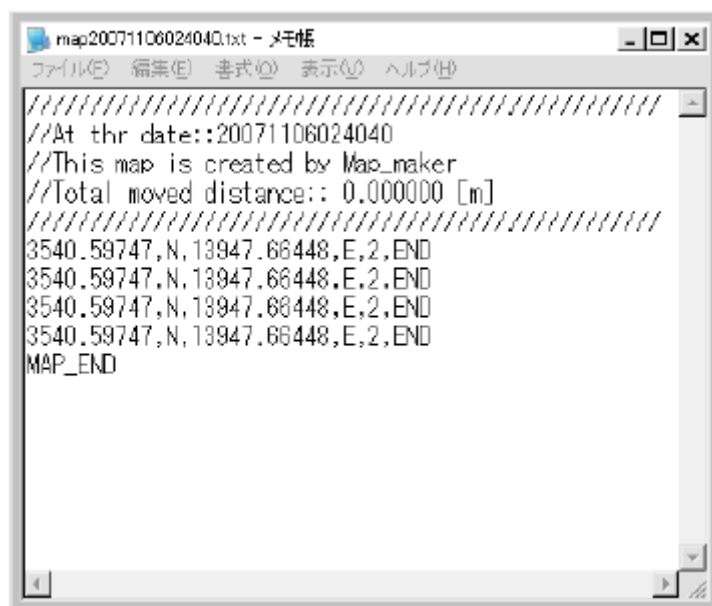 map20071106024040.txt - メモ帳
ファイル(F) 編集(E) 書式(O) 表示(V) ヘルプ(H)
/////////////////////////////////////////////////
//At thr date::20071106024040
//This map is created by Map_maker
//Total moved distance:: 0.000000 [m]
/////////////////////////////////////////////////
3540.59747,N,13947.66448,E,2,END
3540.59747,N,13947.66448,E,2,END
3540.59747,N,13947.66448,E,2,END
3540.59747,N,13947.66448,E,2,END
MAP_END